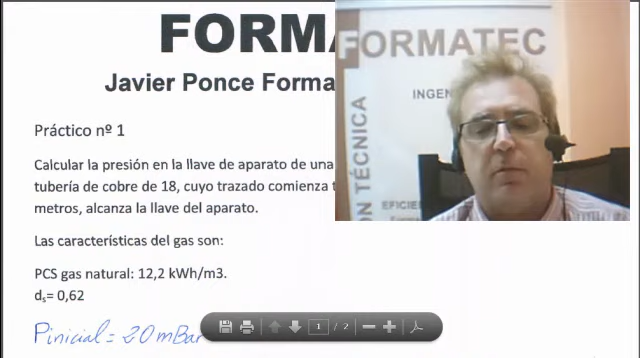 FORMA
Javier Ponce Forma
Práctico nº 1
Calcular la presión en la llave de aparato de una
tubería de cobre de 18, cuyo trazado comienza
metros, alcanza la llave del aparato.
Las características del gas son:
PCS gas natural: 12,2 kWh/m3.
ds= 0,62
Pinicial = 20 mBar
1 / 2
FORMATEC
INGEN
ÓN TÉCNICA
EFICIE